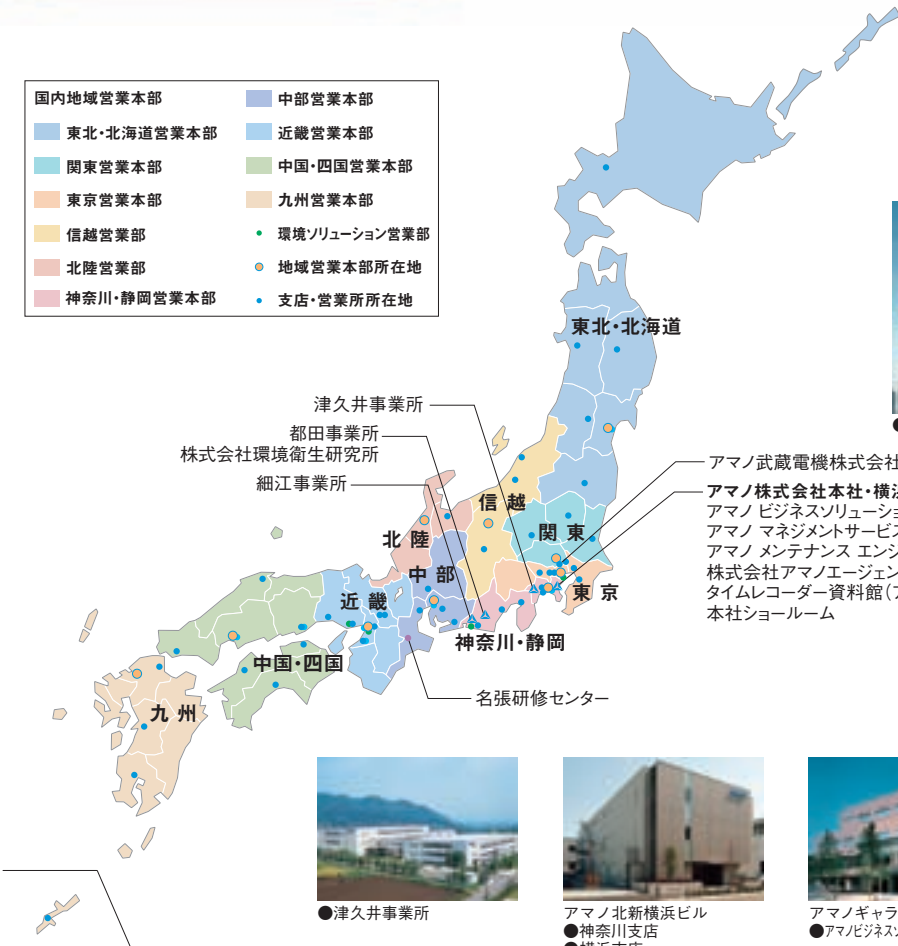 国内地域営業本部
東北・北海道営業本部
関東営業本部
東京営業本部
信越営業部
北陸営業部
神奈川・静岡営業本部
中部営業本部
近畿営業本部
中国・四国営業本部
九州営業本部
環境ソリューション営業部
地域営業本部所在地
支店・営業所所在地
東北・北海道
津久井事業所
都田事業所
株式会社環境衛生研究所
細江事業所
アマノ武蔵電機株式会社
アマノ株式会社本社・横浜
アマノ ビジネスソリューショ
アマノ マネジメントサービス
アマノ メンテナンス エンジ
株式会社アマノエージェン
タイムレコーダー資料館(
本社ショールーム
信越
北陸
関東
中部
東京
近畿
神奈川・静岡
中国・四国
名張研修センター
九州
●津久井事業所
アマノ北新横浜ビル
●神奈川支店
●横浜支店
アマノギャラ
●アマノビジネスソ